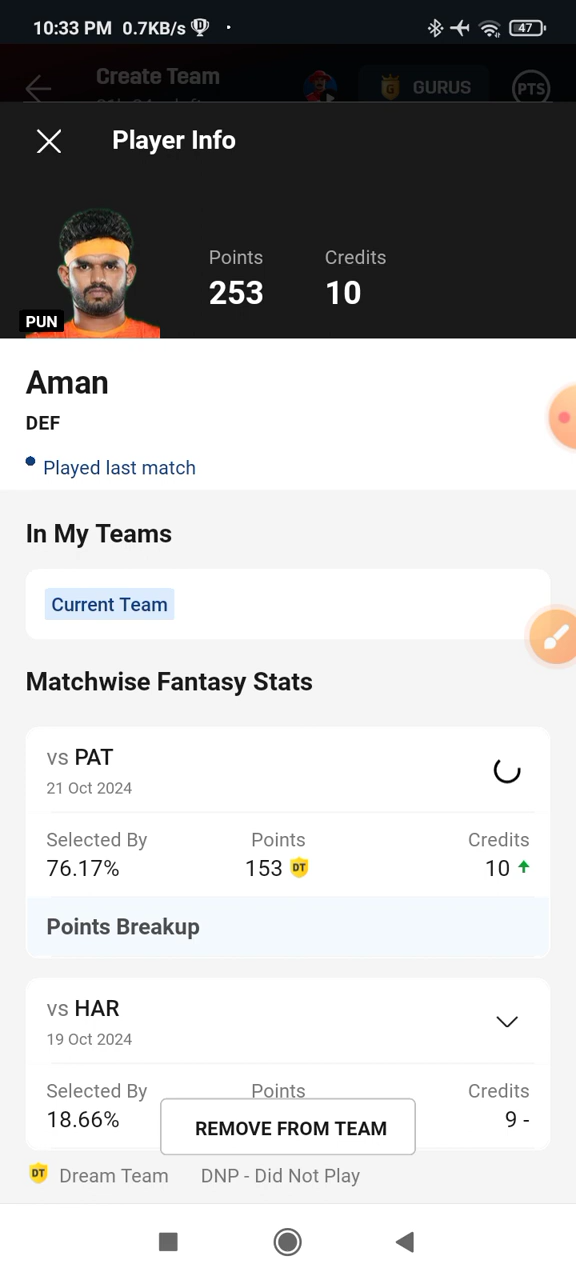 10:33 PM 0.7KB/s
47
Create Team
GURUS
PTS
Player Info
Points
Credits
253
10
PUN
Aman
DEF
Played last match
In My Teams
Current Team
Matchwise Fantasy Stats
vs PAT
21 Oct 2024
Selected By Points Credits
76.17% 153 DT 10
Points Breakup
vs HAR
19 Oct 2024
Selected By Points Credits
18.66% 9 -
REMOVE FROM TEAM
DT Dream Team DNP - Did Not Play